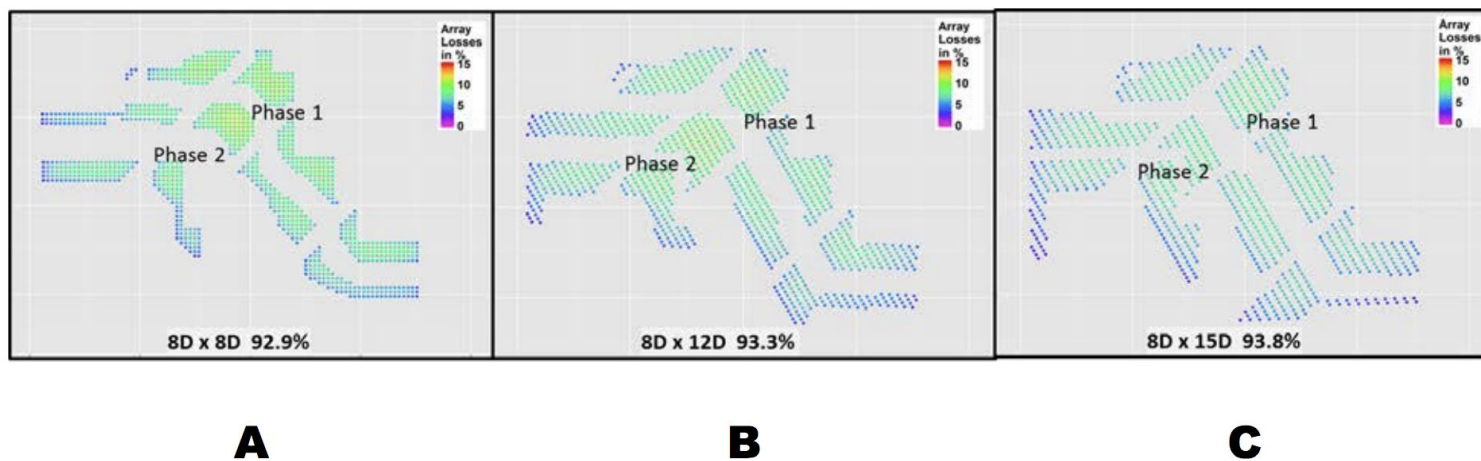 Array
Losses
in %
15
10
5
0
Phase 1
Phase 2
8D x 8D 92.9%
Array
Losses
in %
15
10
5
0
Phase 1
Phase 2
8D x 12D 93.3%
Array
Losses
in %
15
10
5
0
Phase 1
Phase 2
8D x 15D 93.8%
A
B
C